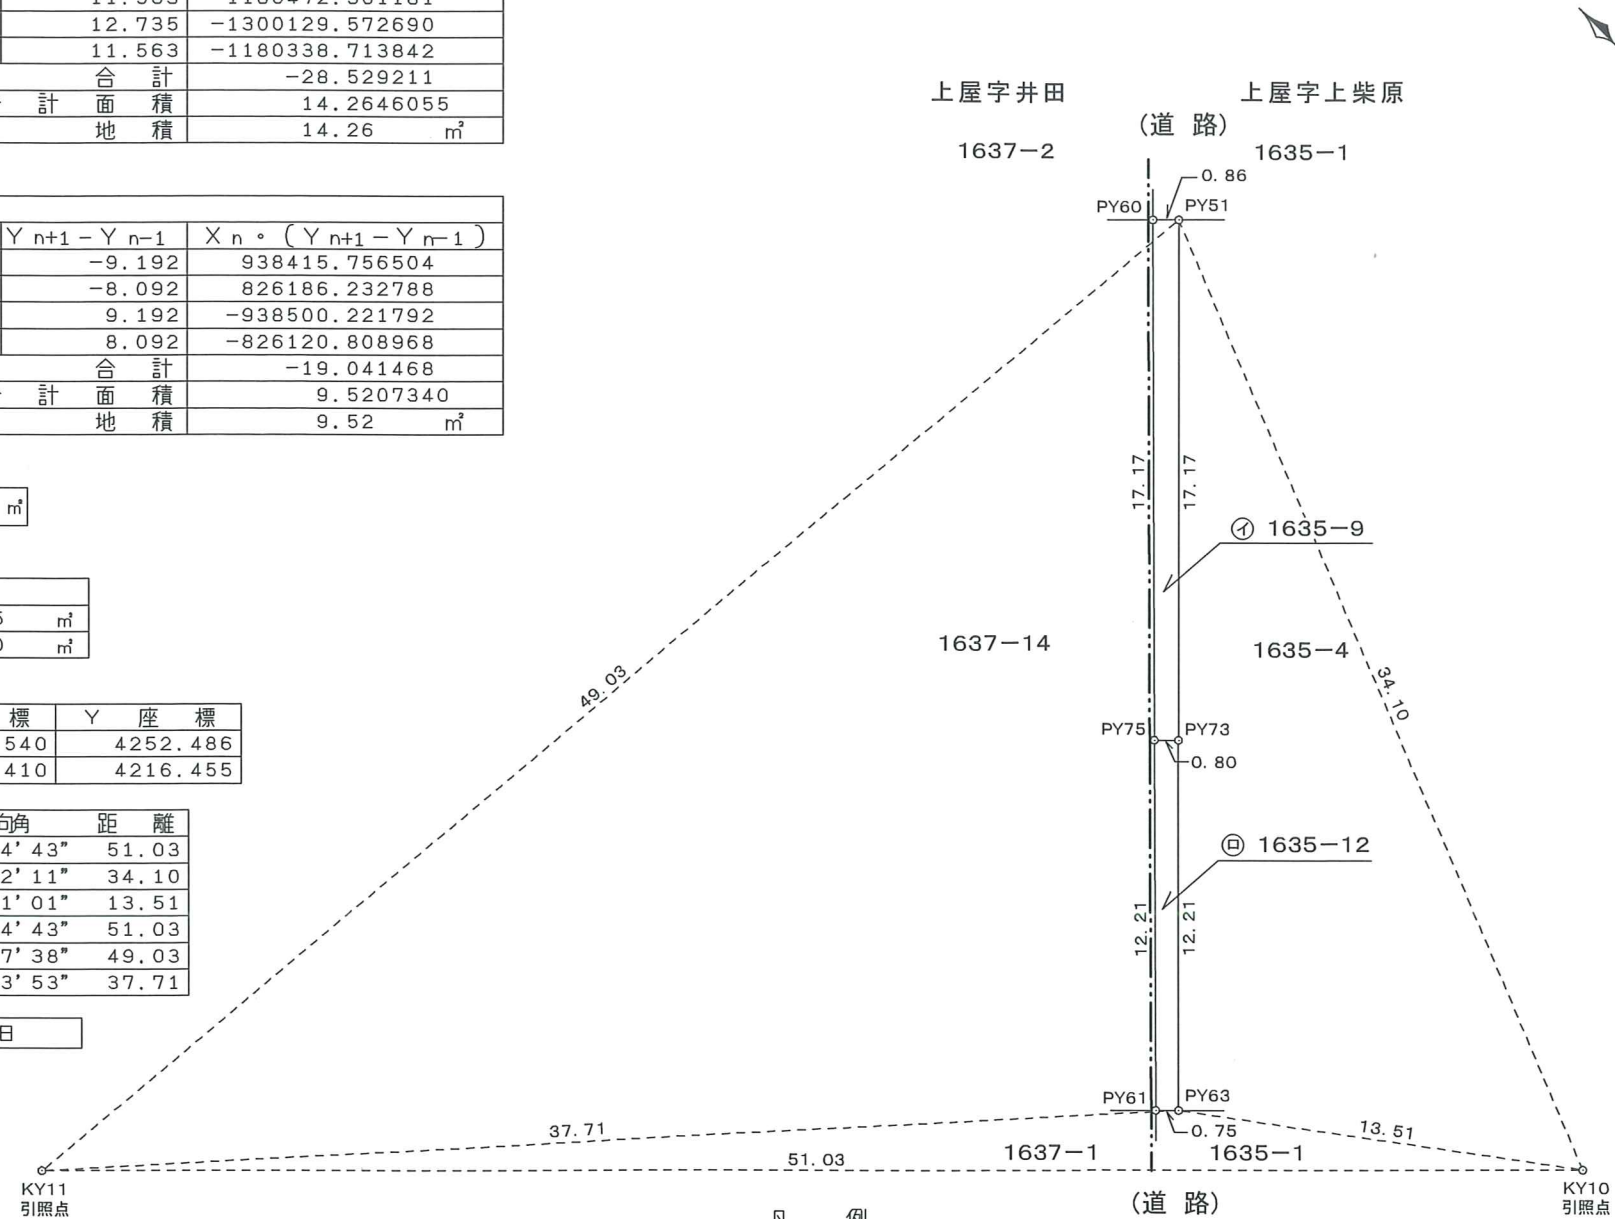 12.735 -1300129.572690
11.563 -1180338.713842
合 計 -28.529211
計 面 積 14.2646055
地 積 14.26 ㎡
Y n+1 - Y n-1 X n ・ ( Y n+1 - Y n-1 )
-9.192 938415.756504
-8.092 826186.232788
9.192 -938500.221792
8.092 -826120.808968
合 計 -19.041468
計 面 積 9.5207340
地 積 9.52 ㎡
㎡
㎡
㎡
標 Y 座 標
540 4252.486
410 4216.455
向角 距 離
4' 43" 51.03
2' 11" 34.10
1' 01" 13.51
4' 43" 51.03
7' 38" 49.03
3' 53" 37.71
日
上屋字井田 上屋字上柴原
(道 路)
1637-2 1635-1
0.86
PY60 PY51
17.17 17.17
㋑ 1635-9
1637-14 1635-4
49.03 34.10
PY75 PY73
0.80
㋺ 1635-12
12.21 12.21
PY61 PY63
37.71 0.75 13.51
51.03 1637-1 1635-1
KY11 KY10
引照点 (道 路) 引照点
凡 例